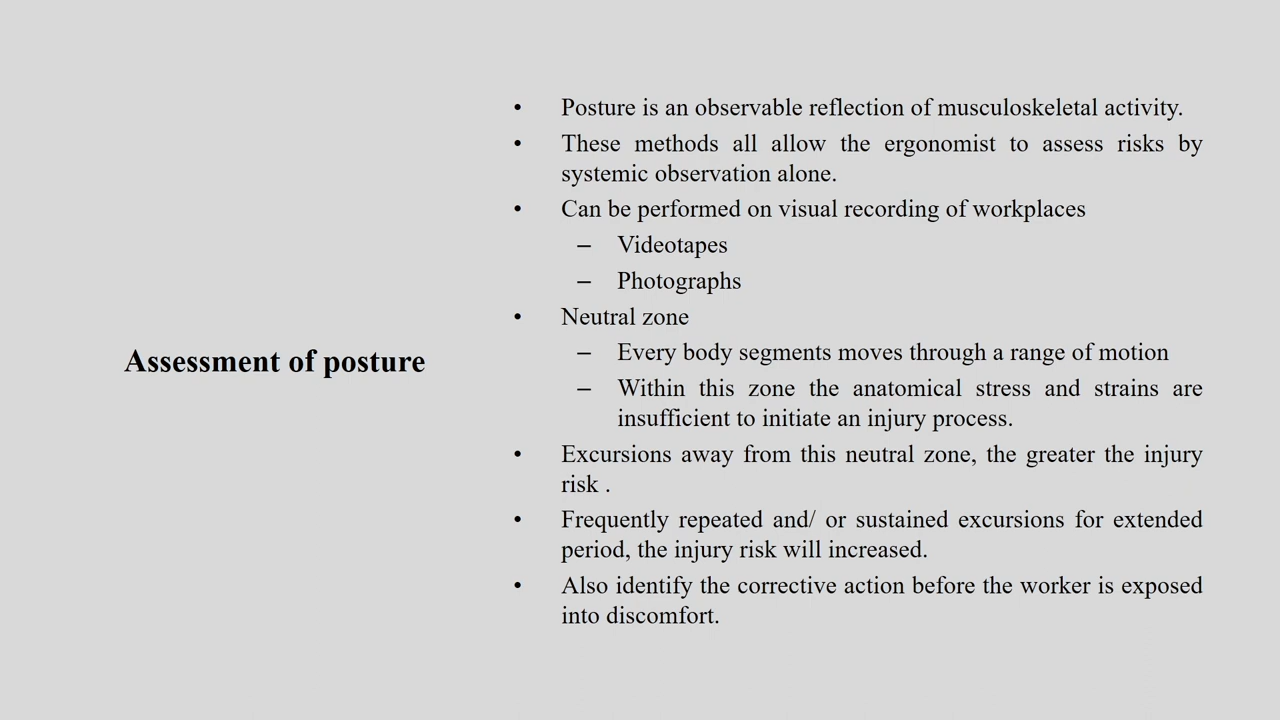 Assessment of posture
• Posture is an observable reflection of musculoskeletal activity.
• These methods all allow the ergonomist to assess risks by
systemic observation alone.
• Can be performed on visual recording of workplaces
– Videotapes
– Photographs
• Neutral zone
– Every body segments moves through a range of motion
– Within this zone the anatomical stress and strains are
insufficient to initiate an injury process.
• Excursions away from this neutral zone, the greater the injury
risk .
• Frequently repeated and/ or sustained excursions for extended
period, the injury risk will increased.
• Also identify the corrective action before the worker is exposed
into discomfort.